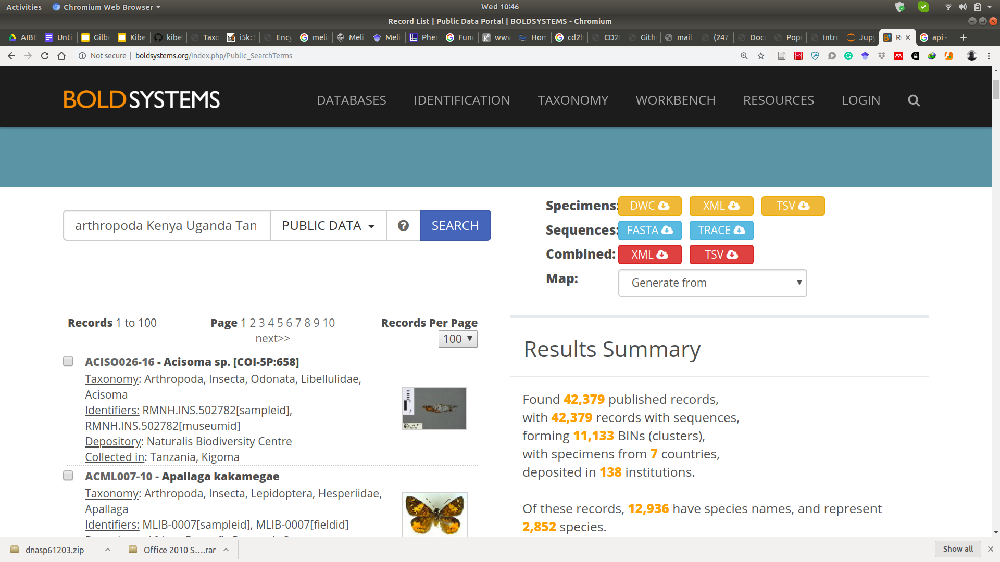 Activities Chromium Web Browser Wed 10:46
Record List | Public Data Portal | BOLDSYSTEMS - Chromium
AIBE Unti Gilb Kibe kibe Taxo i5k: Ency meli Meli Meli Pher Func www Hom cd2h CD2 Gith mail. (247 Docu Popu Intro Jupy R api -
Not secure boldsystems.org/index.php/Public_SearchTerms
BOLDSYSTEMS DATABASES IDENTIFICATION TAXONOMY WORKBENCH RESOURCES LOGIN
arthropoda Kenya Uganda Tan PUBLIC DATA SEARCH
Specimens: DWC XML TSV
Sequences: FASTA TRACE
Combined: XML TSV
Map: Generate from
Records 1 to 100 Page 1 2 3 4 5 6 7 8 9 10 next>> Records Per Page
100
ACISO026-16 - Acisoma sp. [COI-5P:658]
Taxonomy: Arthropoda, Insecta, Odonata, Libellulidae,
Acisoma
Identifiers: RMNH.INS.502782[sampleid],
RMNH.INS.502782[museumid]
Depository: Naturalis Biodiversity Centre
Collected in: Tanzania, Kigoma
ACML007-10 - Apallaga kakamegae
Taxonomy: Arthropoda, Insecta, Lepidoptera, Hesperiidae,
Apallaga
Identifiers: MLIB-0007[sampleid], MLIB-0007[fieldid]
Results Summary
Found 42,379 published records,
with 42,379 records with sequences,
forming 11,133 BINs (clusters),
with specimens from 7 countries,
deposited in 138 institutions.
Of these records, 12,936 have species names, and represent
2,852 species.
dnasp61203.zip Office 2010 S....rar Show all